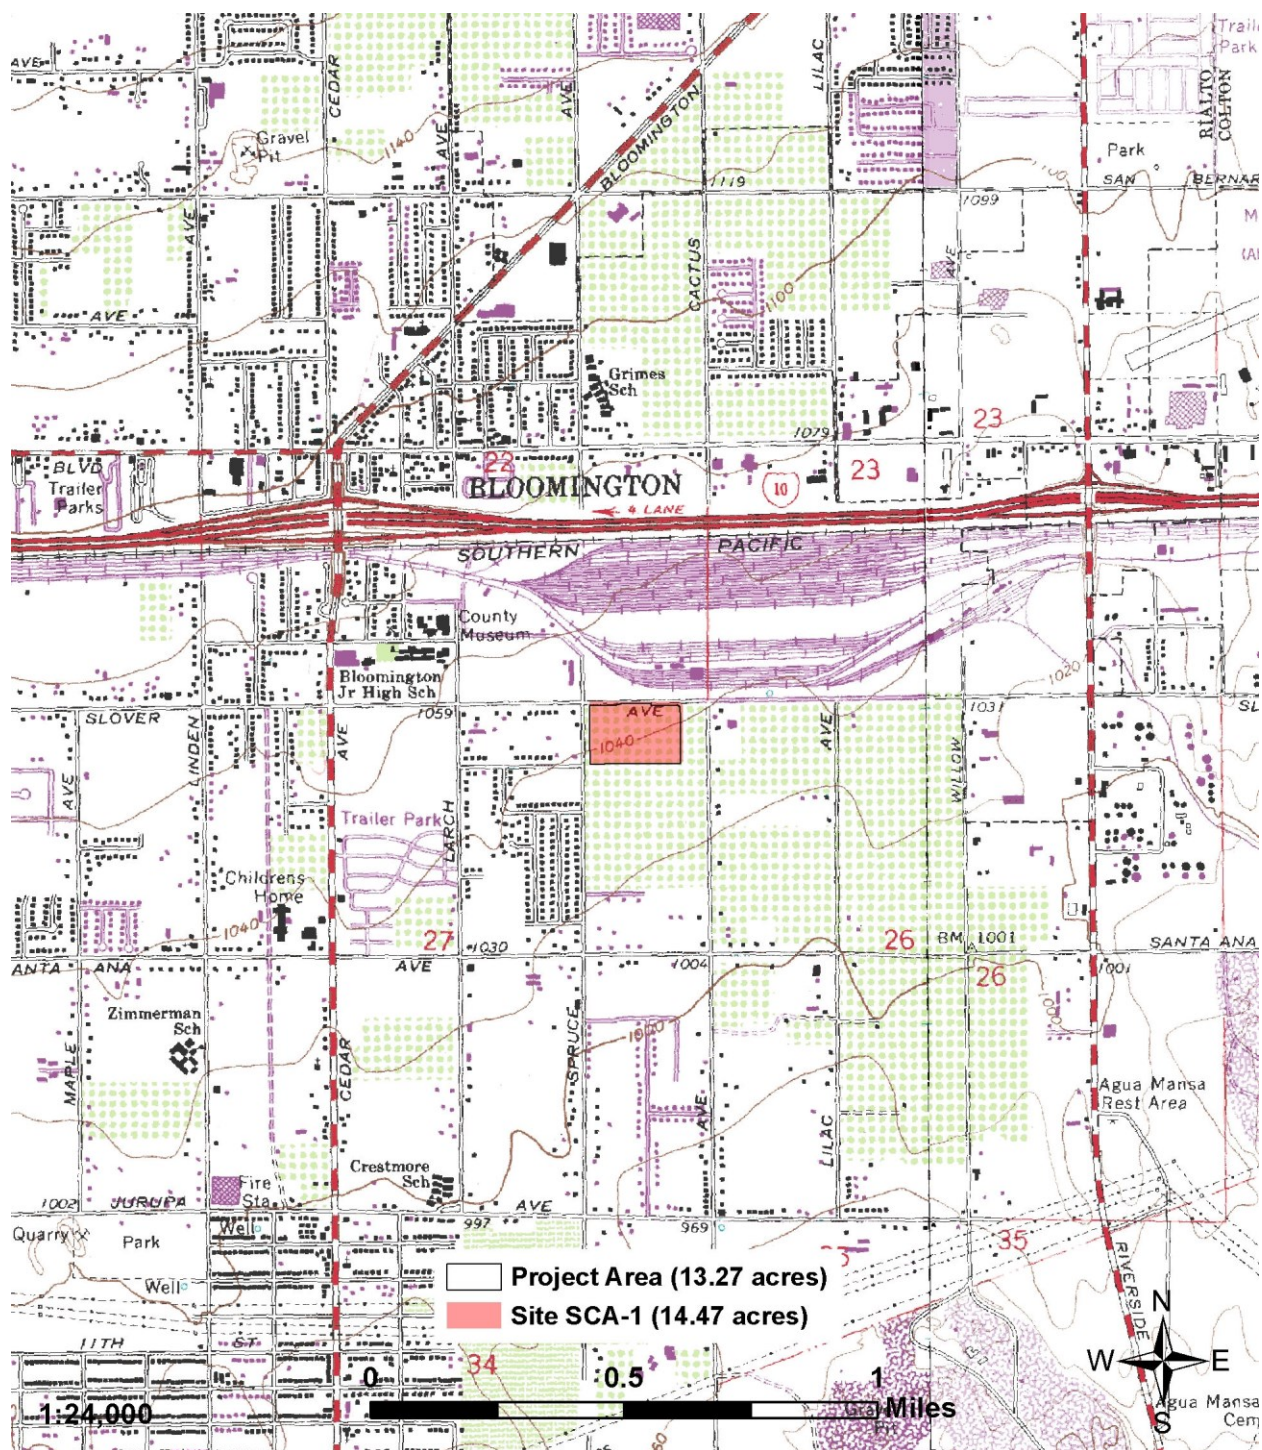 AVE
CEDAR
AVE
LILAC
Trail
Park
RIALTO
COLTON
Gravel
Pit
1140
AVE
BLOOMINGTON
1119
Park
SAN BERNAR
1099
AVE
CACTUS
1100
AVE
M
(A
AVE
Grimes
Sch
1079
23
BLVD
Trailer
Parks
22
BLOOMINGTON
23
10
4 LANE
SOUTHERN PACIFIC
County
Museum
Bloomington
Jr High Sch
1020
SLOVER
LINDEN
AVE
1059
AVE
1040
AVE
1031
SL
AVE
WILLOW
Trailer Park
LARCH
Childrens
Home
1040
27
1030
26
BM 1001
SANTA ANA
ANTA ANA
AVE
1004
26
1001
Zimmerman
Sch
1000
1000
MAPLE
CEDAR
SPRUCE
AVE
LILAC
Agua Mansa
Rest Area
Crestmore
Sch
Fire
Sta
1002
JURUPA
AVE
997
969
Quarry
Park
Well
Well
35
RIVERSIDE
Project Area (13.27 acres)
Site SCA-1 (14.47 acres)
11TH ST
34
N
W E
S
0 0.5 1
Miles
1:24,000
Agua Mansa
Cem